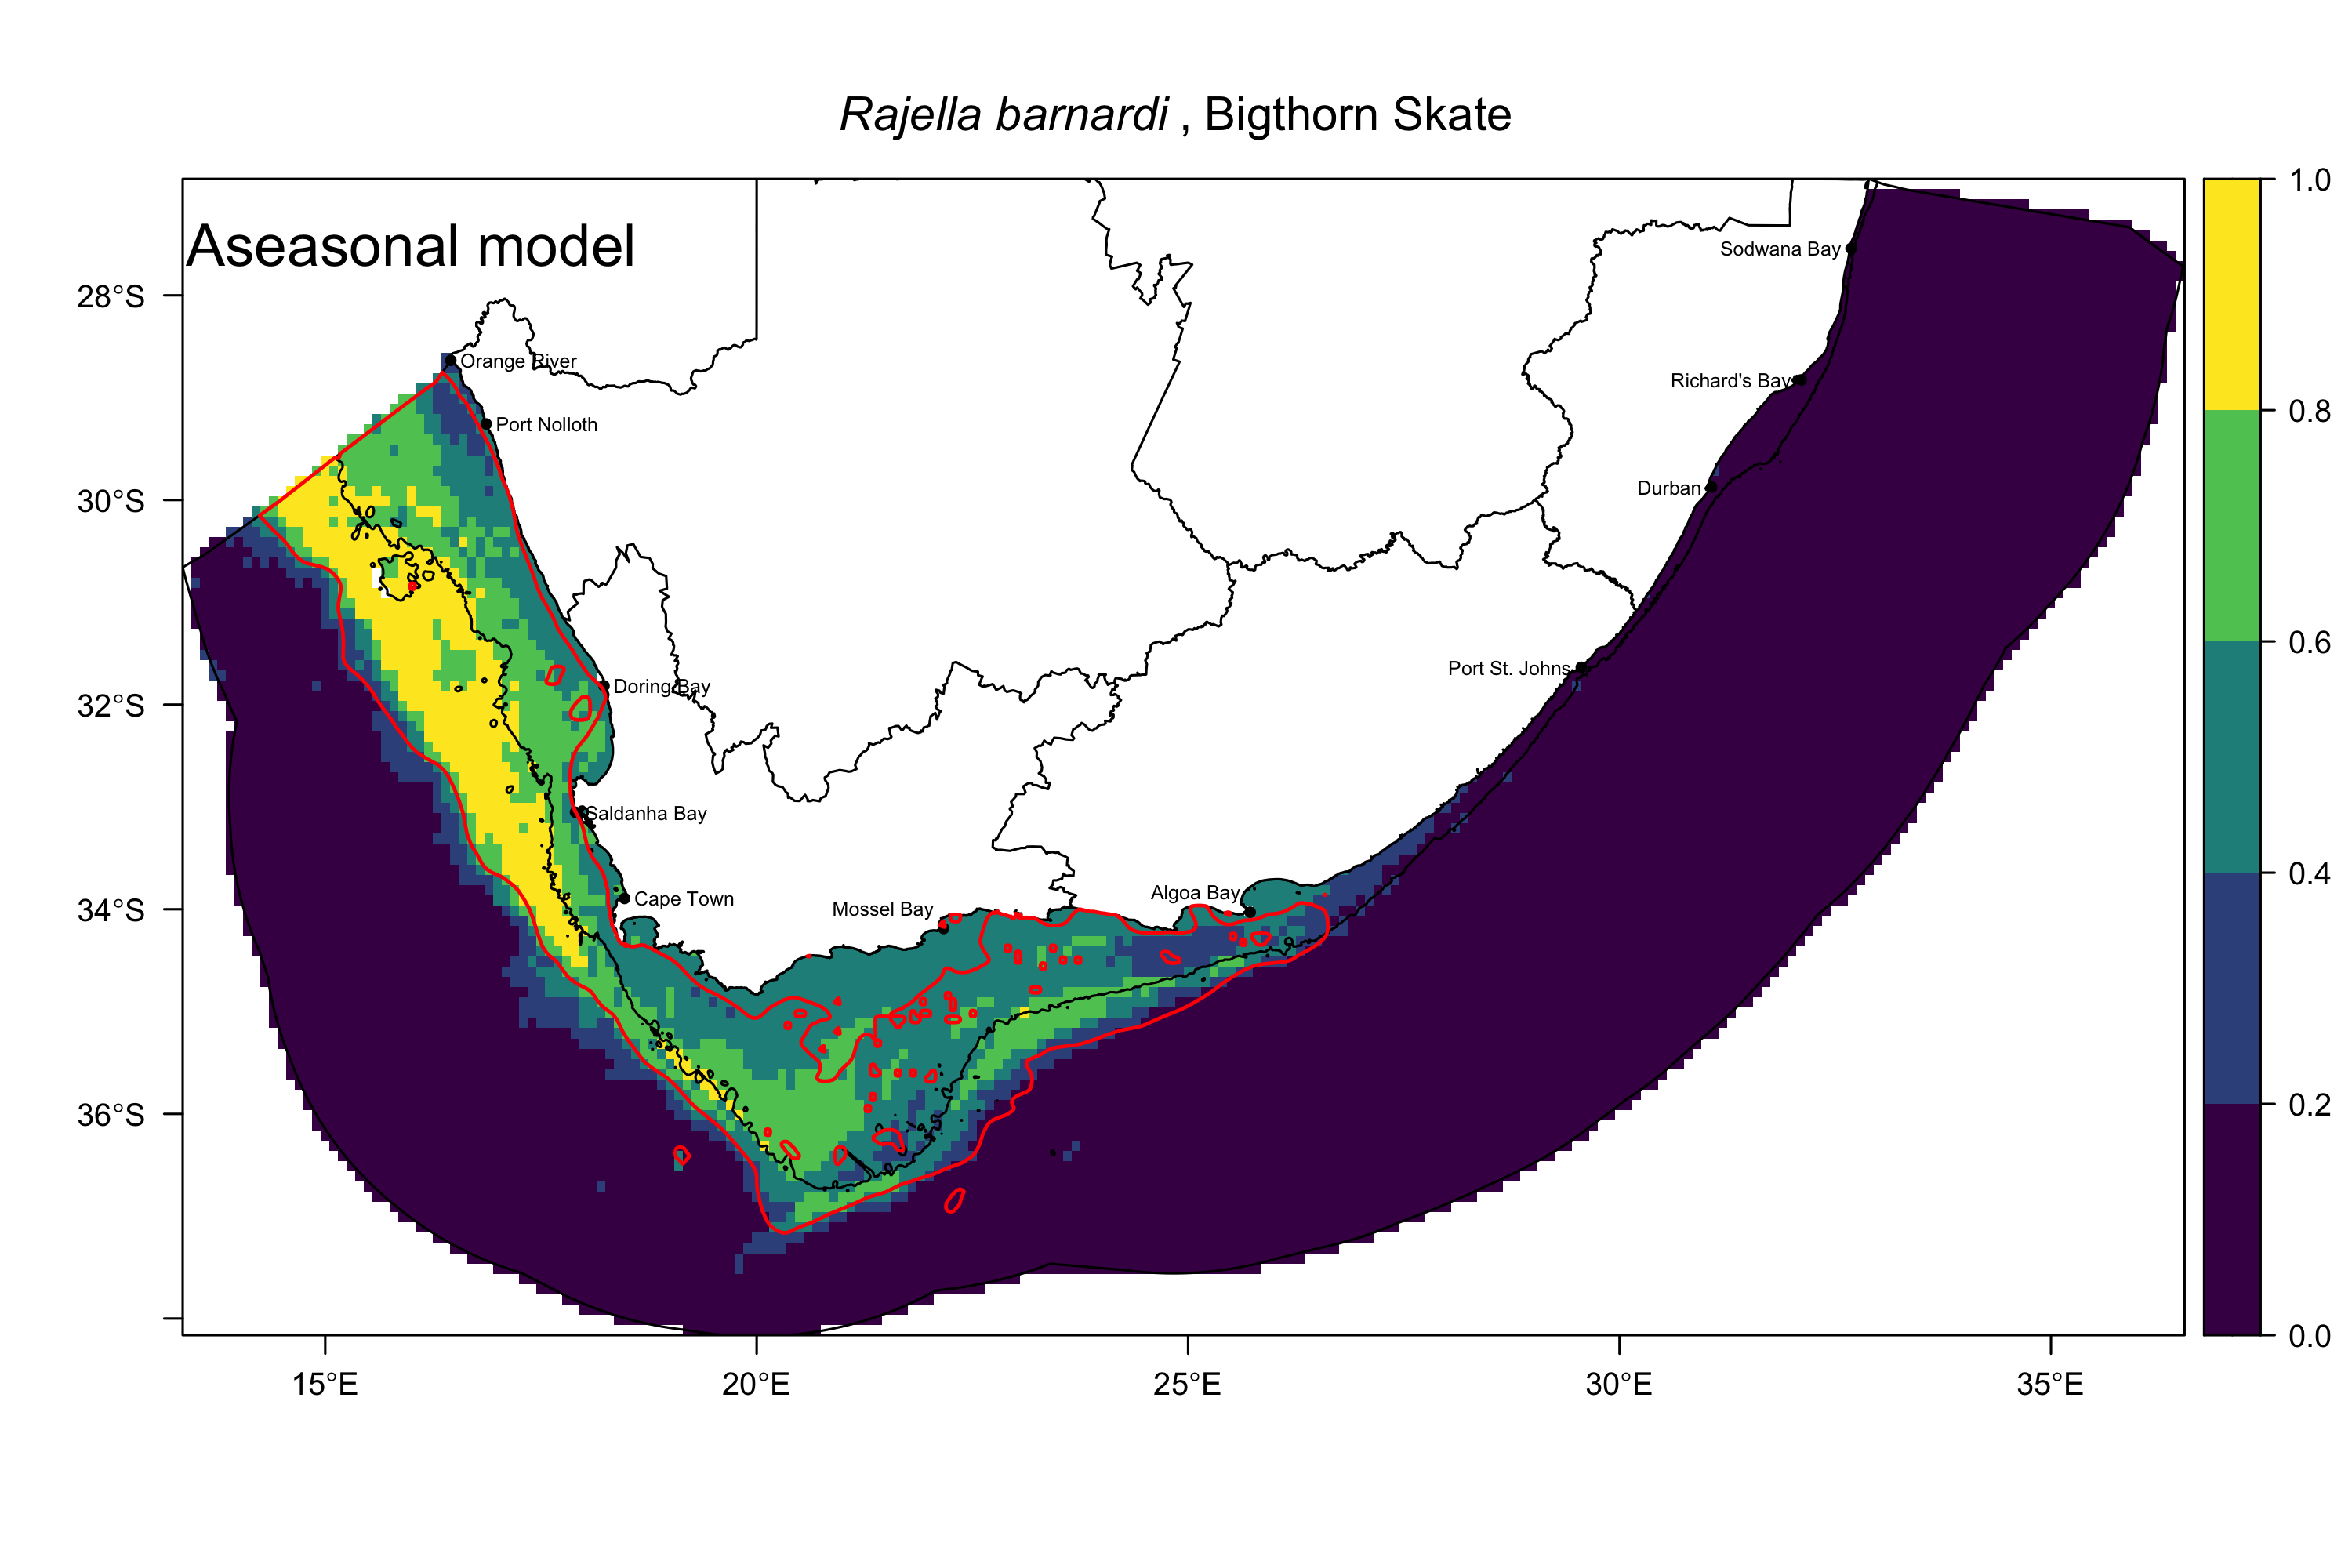 Rajella barnardi , Bigthorn Skate
Aseasonal model
1.0
0.8
0.6
0.4
0.2
0.0
28°S
30°S
32°S
34°S
36°S
Sodwana Bay
Orange River
Richard's Bay
Port Nolloth
Durban
Port St. Johns
Doring Bay
Saldanha Bay
Algoa Bay
Cape Town
Mossel Bay
15°E
20°E
25°E
30°E
35°E